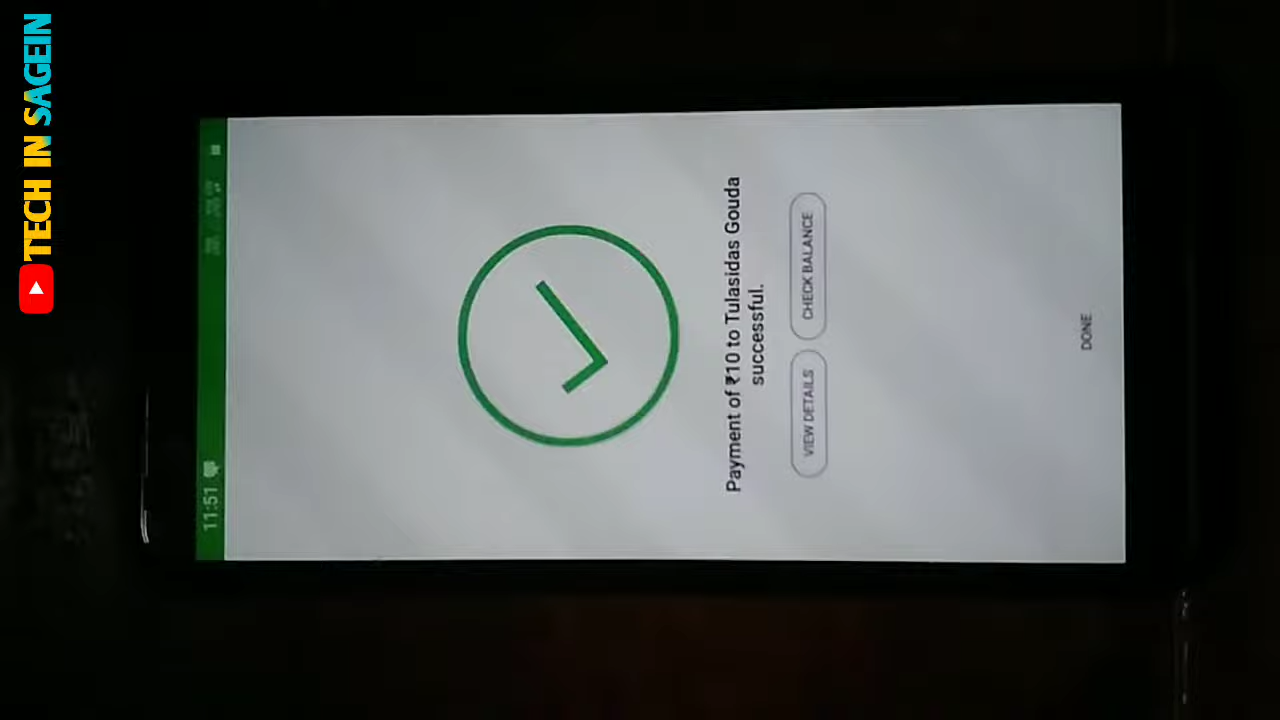 TECH IN SAGEIN
11:51
Payment of ₹10 to Tulasidas Gouda
successful.
VIEW DETAILS
CHECK BALANCE
DONE